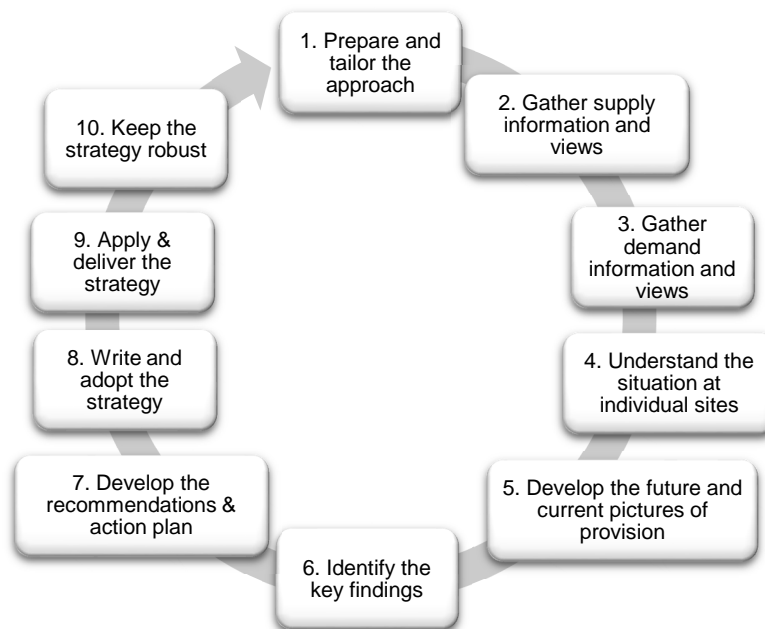 1. Prepare and
tailor the
approach
2. Gather supply
information and
views
3. Gather
demand
information and
views
4. Understand the
situation at
individual sites
5. Develop the future and
current pictures of
provision
6. Identify the
key findings
7. Develop the
recommendations &
action plan
8. Write and
adopt the
strategy
9. Apply &
deliver the
strategy
10. Keep the
strategy robust